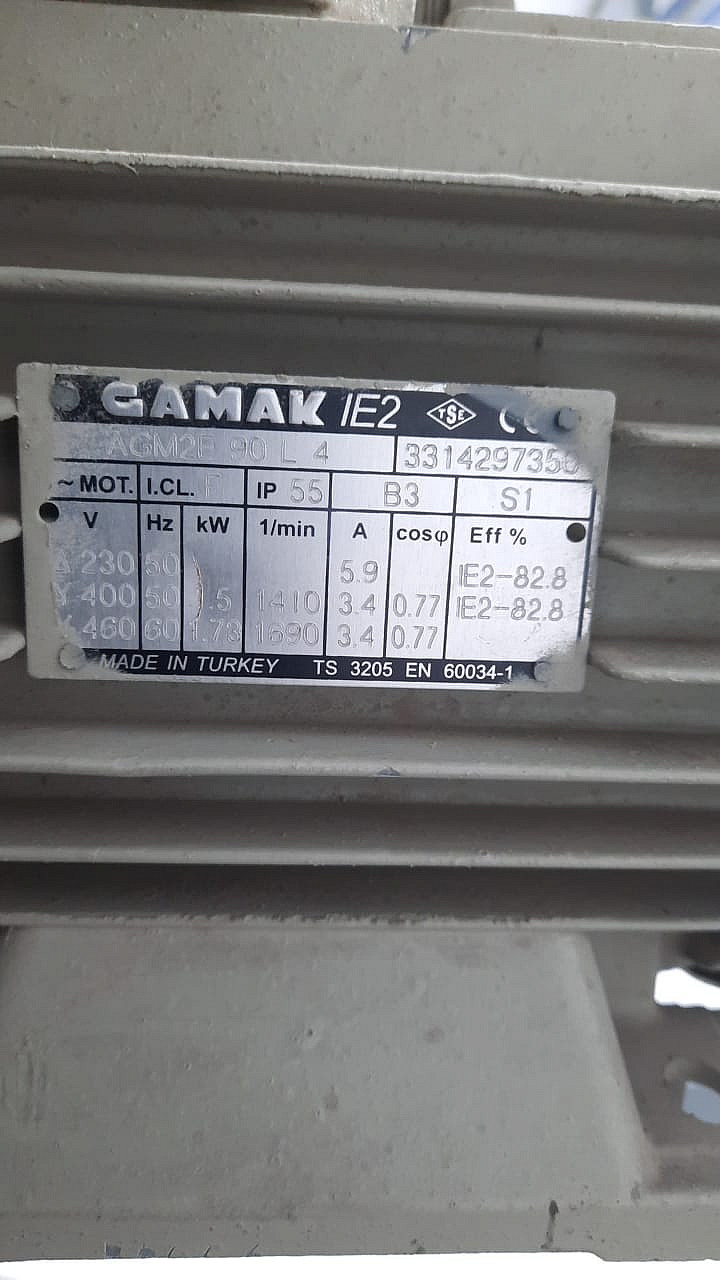 GAMAK IE2 TSE
AGM2E 90 L 4
~ MOT. I.CL. F IP 55 B3 S1
V Hz kW 1/min A cosφ Eff %
Δ 230 50 5.9 IE2-82.8
Y 400 50 1.5 1410 3.4 0.77 IE2-82.8
Y 460 60 1.73 1690 3.4 0.77
MADE IN TURKEY TS 3205 EN 60034-1